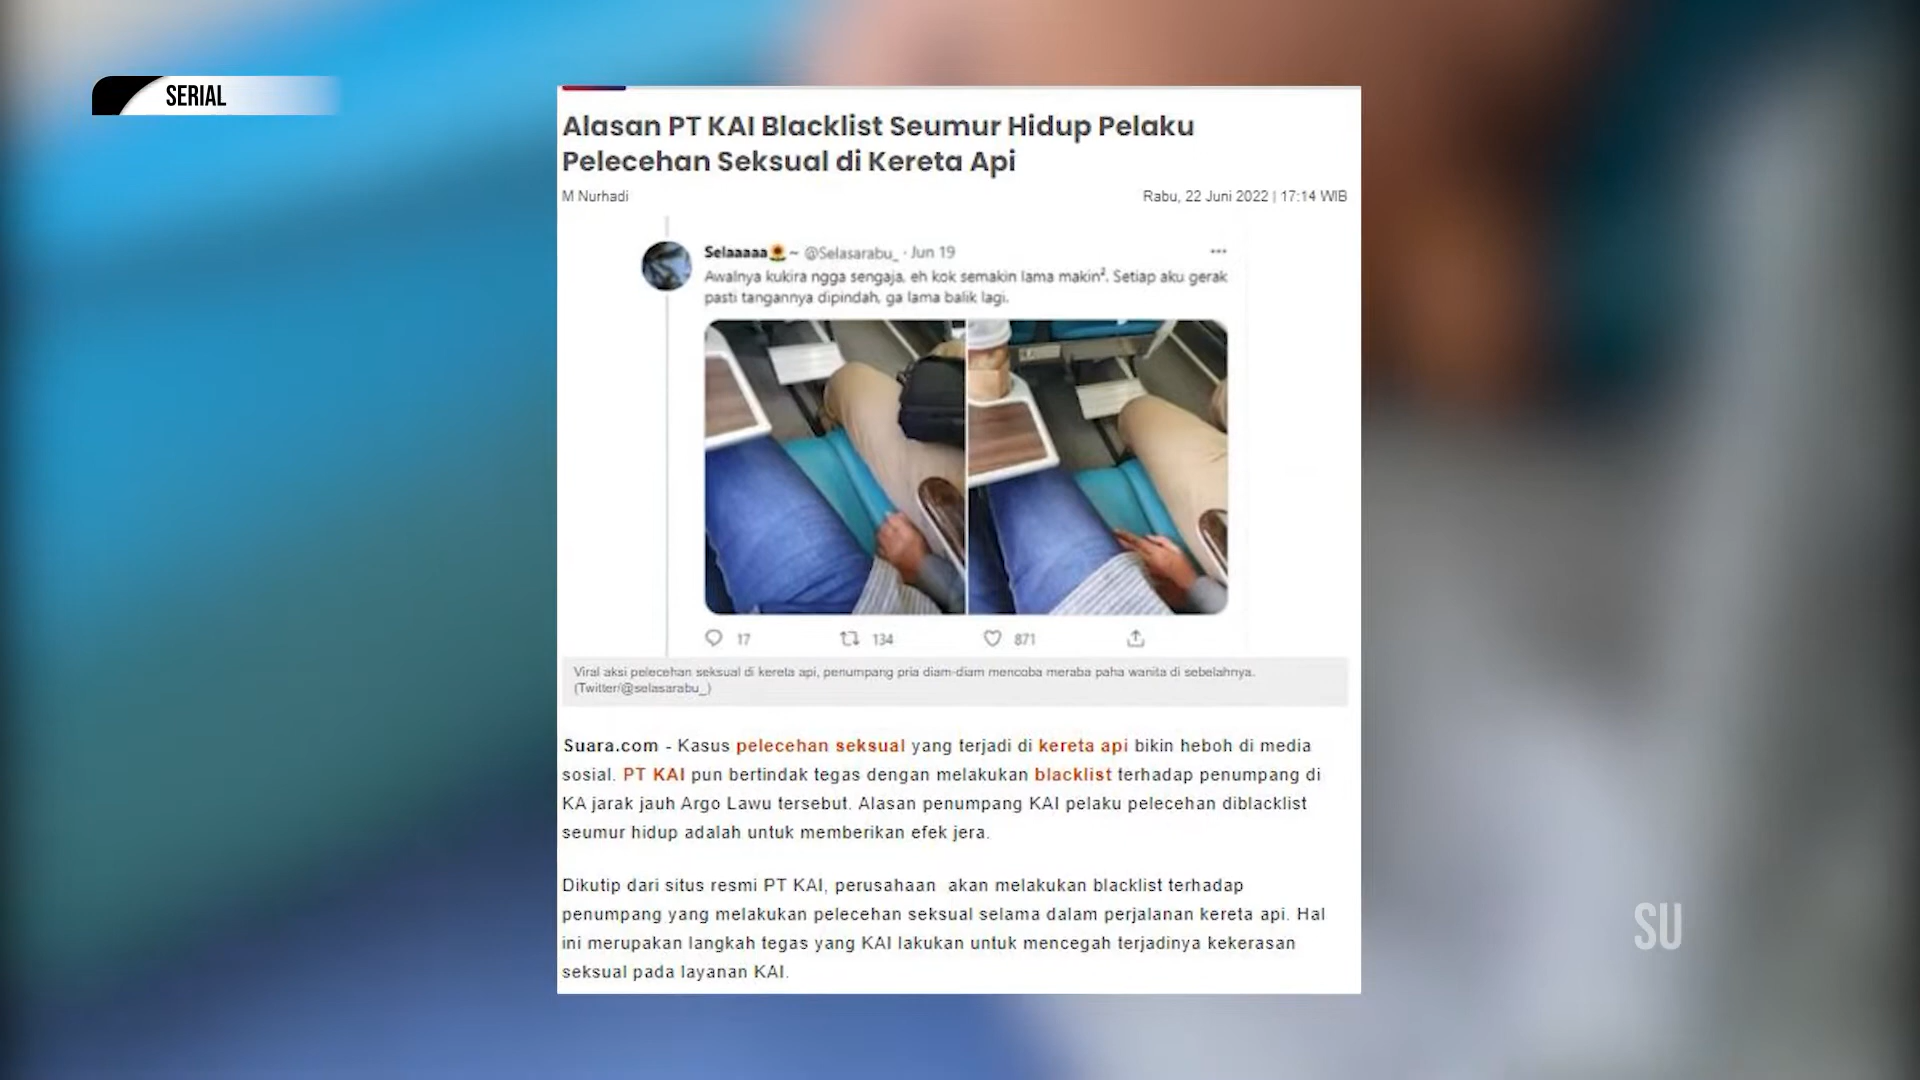 SERIAL
Alasan PT KAI Blacklist Seumur Hidup Pelaku
Pelecehan Seksual di Kereta Api
M Nurhadi
Rabu, 22 Juni 2022 | 17:14 WIB
Selaaaaa🌻 ~ @Selasarabu_ · Jun 19
Awalnya kukira ngga sengaja, eh kok semakin lama makin². Setiap aku gerak
pasti tangannya dipindah, ga lama balik lagi.
17 134 871
Viral aksi pelecehan seksual di kereta api, penumpang pria diam-diam mencoba meraba paha wanita di sebelahnya.
(Twitter/@selasarabu_)
Suara.com - Kasus pelecehan seksual yang terjadi di kereta api bikin heboh di media
sosial. PT KAI pun bertindak tegas dengan melakukan blacklist terhadap penumpang di
KA jarak jauh Argo Lawu tersebut. Alasan penumpang KAI pelaku pelecehan diblacklist
seumur hidup adalah untuk memberikan efek jera.
Dikutip dari situs resmi PT KAI, perusahaan akan melakukan blacklist terhadap
penumpang yang melakukan pelecehan seksual selama dalam perjalanan kereta api. Hal
ini merupakan langkah tegas yang KAI lakukan untuk mencegah terjadinya kekerasan
seksual pada layanan KAI.
SU